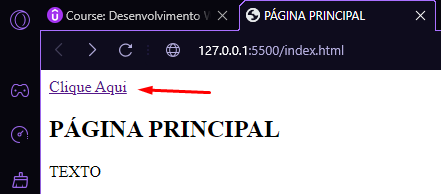 Course: Desenvolvimento
PÁGINA PRINCIPAL
127.0.0.1:5500/index.html
Clique Aqui
PÁGINA PRINCIPAL
TEXTO